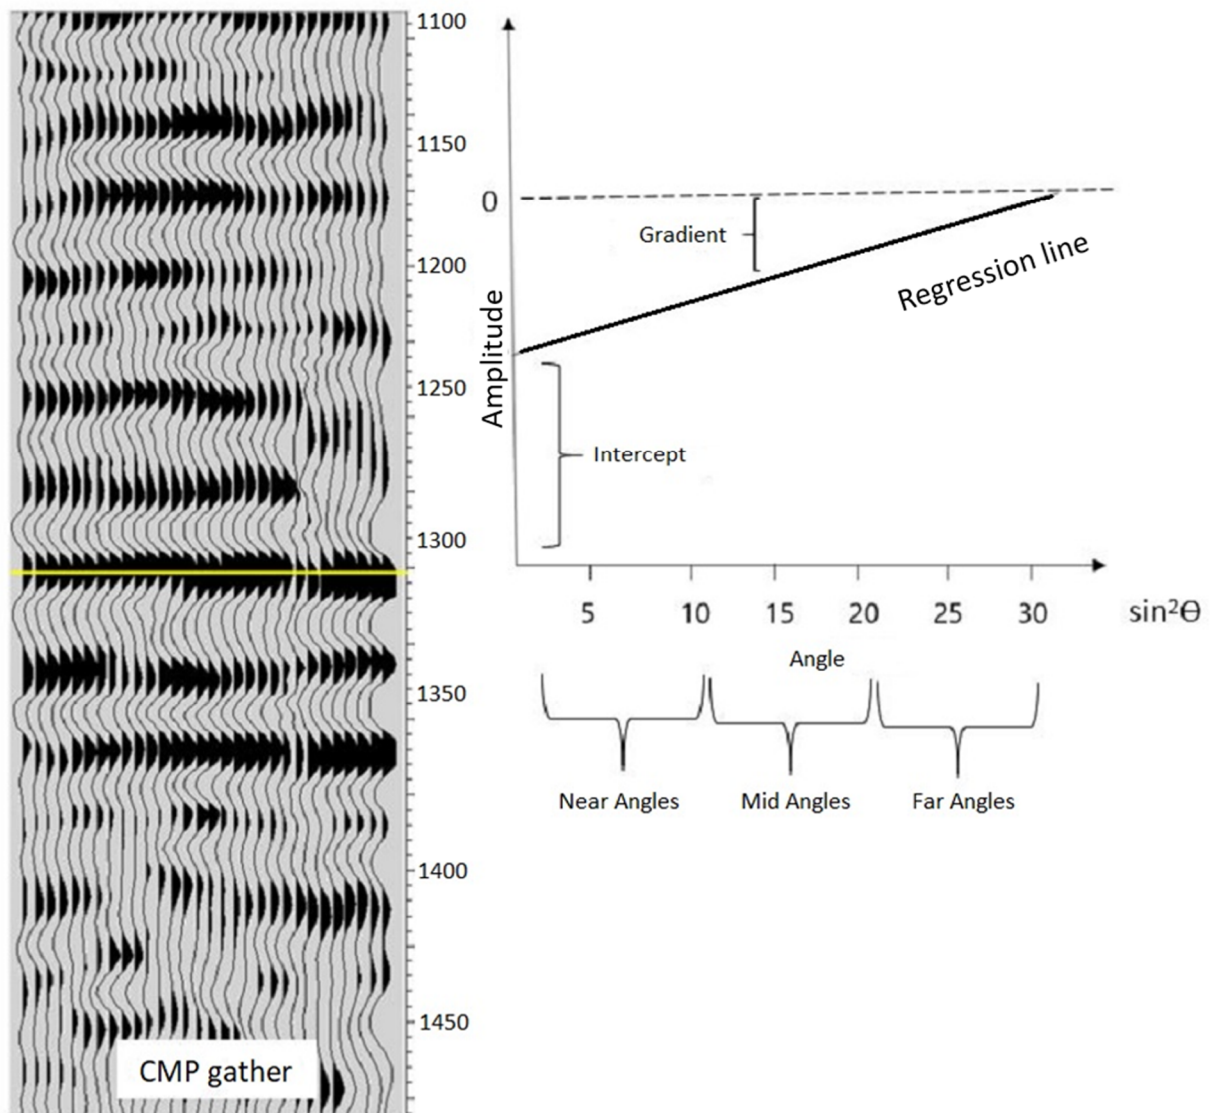 1100
1150
1200
1250
1300
1350
1400
1450
CMP gather
Amplitude
0
Gradient
Regression line
Intercept
5 10 15 20 25 30 sin²Θ
Angle
Near Angles Mid Angles Far Angles